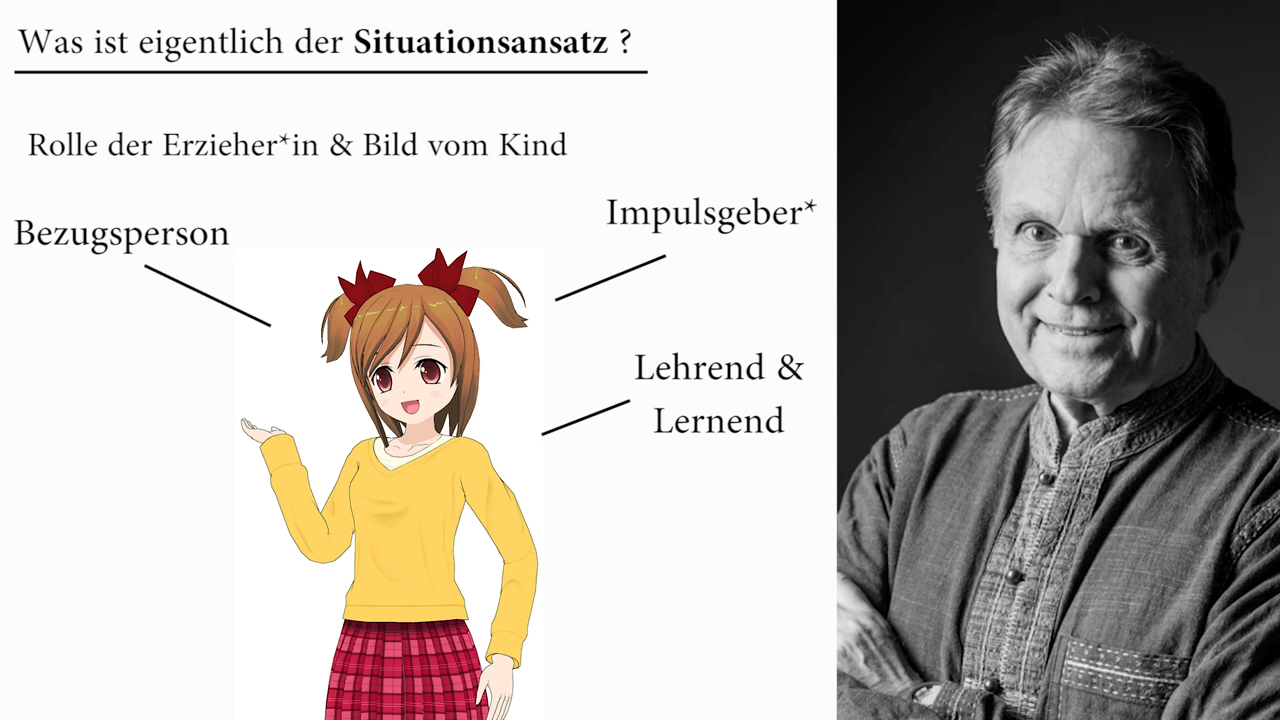 Was ist eigentlich der Situationsansatz ?
Rolle der Erzieher*in & Bild vom Kind
Bezugsperson
Impulsgeber*
Lehrend &
Lernend